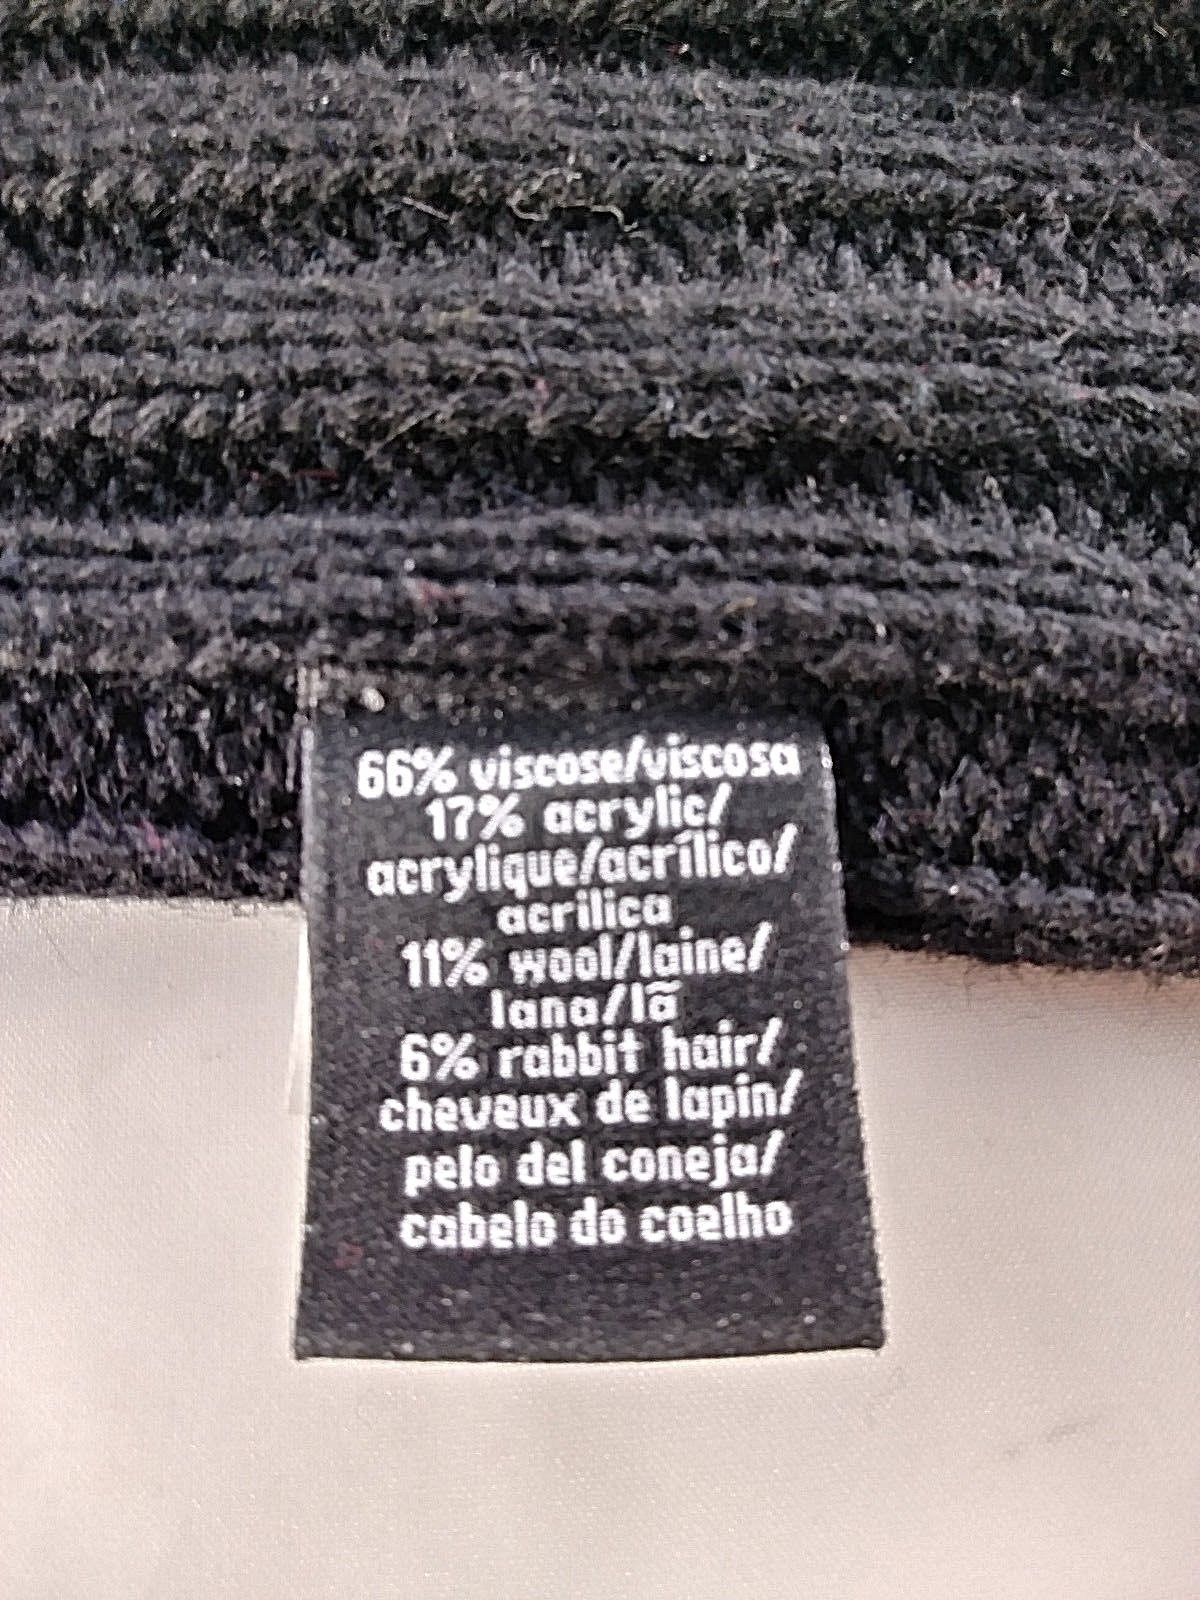 66% viscose/viscosa
17% acrylic/
acrylique/acrílico/
acrilica
11% wool/laine/
lana/lã
6% rabbit hair/
cheveux de lapin/
pelo del coneja/
cabelo do coelho